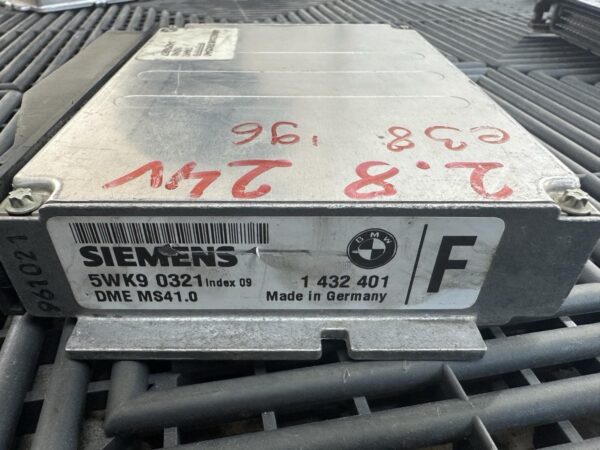 e38 '96
2.8 24V
SIEMENS
BMW
F
5WK9 0321 Index 09
1 432 401
DME MS41.0
Made in Germany
961021